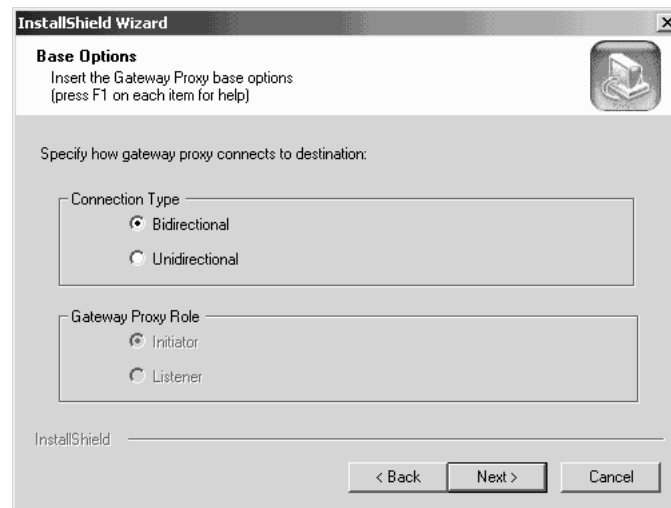 InstallShield Wizard
Base Options
Insert the Gateway Proxy base options
(press F1 on each item for help)
Specify how gateway proxy connects to destination:
Connection Type
Bidirectional
Unidirectional
Gateway Proxy Role
Initiator
Listener
InstallShield
< Back Next > Cancel